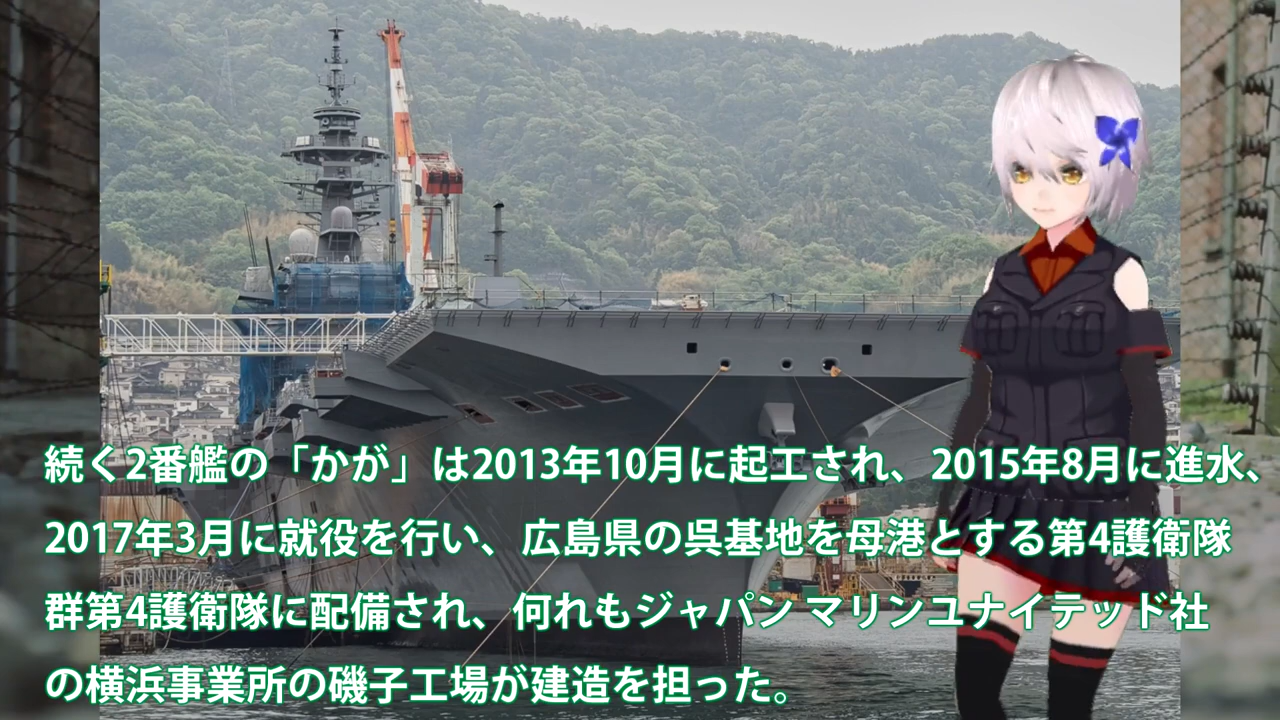 続く2番艦の「かが」は2013年10月に起工され、2015年8月に進水、
2017年3月に就役を行い、広島県の呉基地を母港とする第4護衛隊
群第4護衛隊に配備され、何れもジャパン マリンユナイテッド社
の横浜事業所の磯子工場が建造を担った。